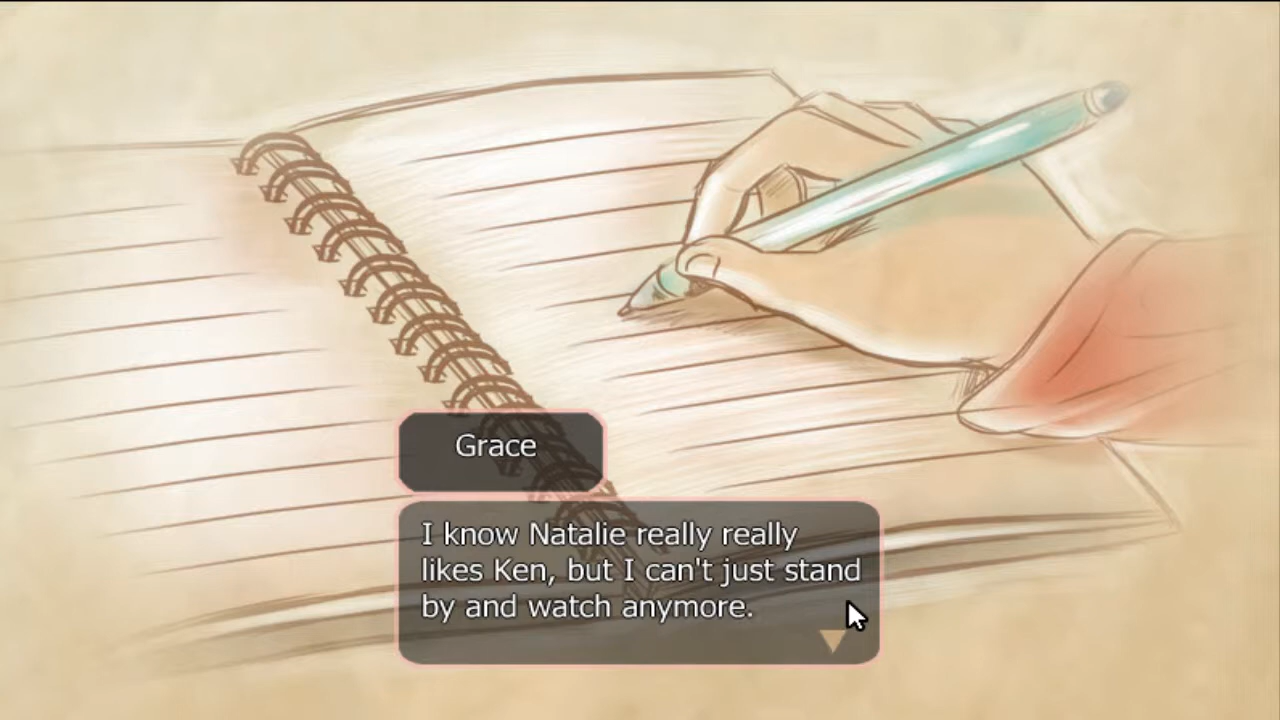 Grace
I know Natalie really really
likes Ken, but I can't just stand
by and watch anymore.